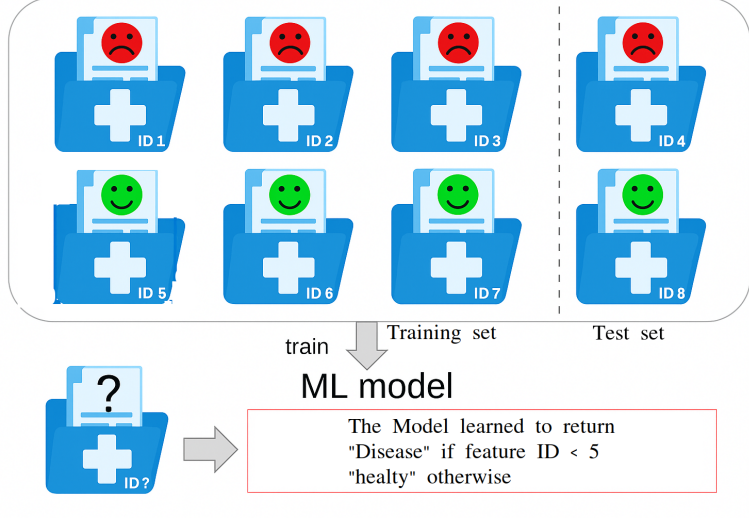 ID 1
ID 2
ID 3
ID 4
ID 5
ID 6
ID 7
ID 8
train
Training set
Test set
ML model
?
ID ?
The Model learned to return
"Disease" if feature ID < 5
"healty" otherwise